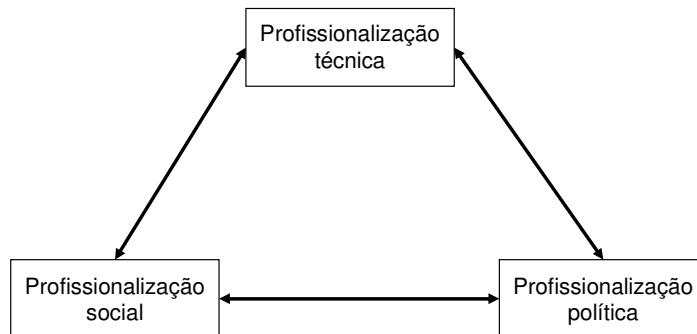 Profissionalização
técnica
Profissionalização
social
Profissionalização
política